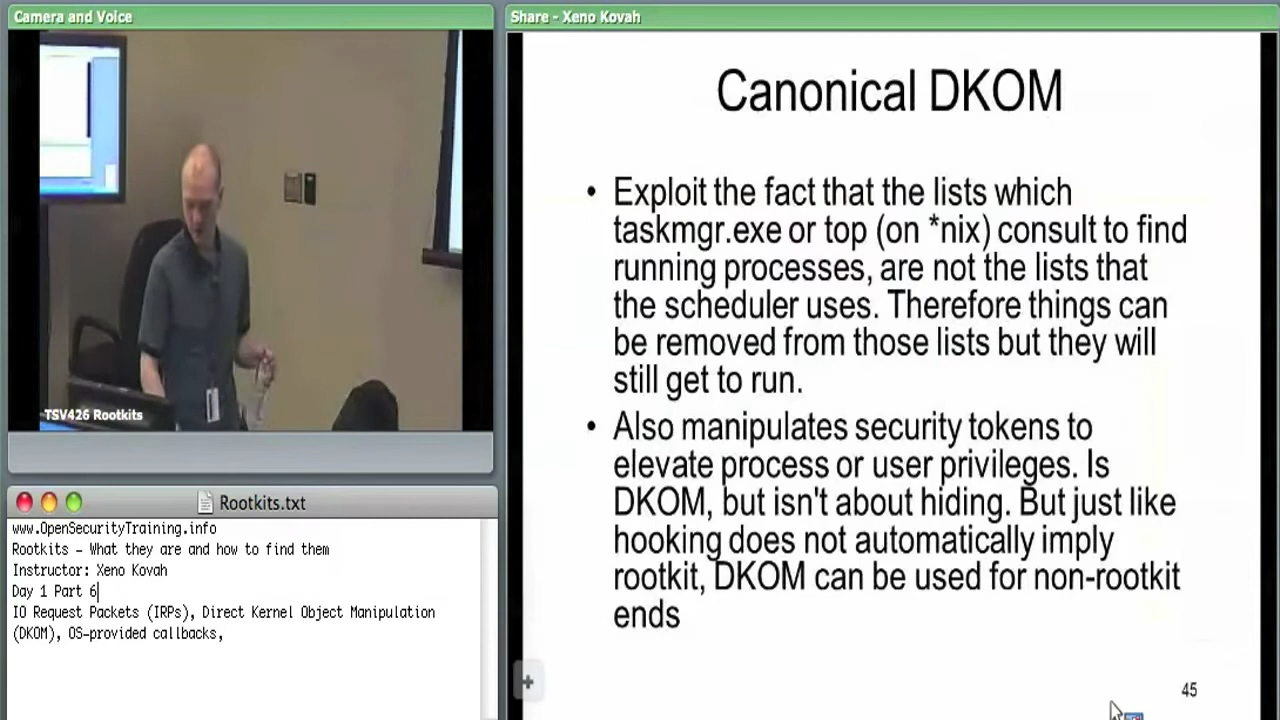 Camera and Voice
Share - Xeno Kovah
TSV426 Rootkits
Rootkits.txt
www.OpenSecurityTraining.info
Rootkits - What they are and how to find them
Instructor: Xeno Kovah
Day 1 Part 6
IO Request Packets (IRPs), Direct Kernel Object Manipulation
(DKOM), OS-provided callbacks,
Canonical DKOM
• Exploit the fact that the lists which
taskmgr.exe or top (on *nix) consult to find
running processes, are not the lists that
the scheduler uses. Therefore things can
be removed from those lists but they will
still get to run.
• Also manipulates security tokens to
elevate process or user privileges. Is
DKOM, but isn't about hiding. But just like
hooking does not automatically imply
rootkit, DKOM can be used for non-rootkit
ends
45